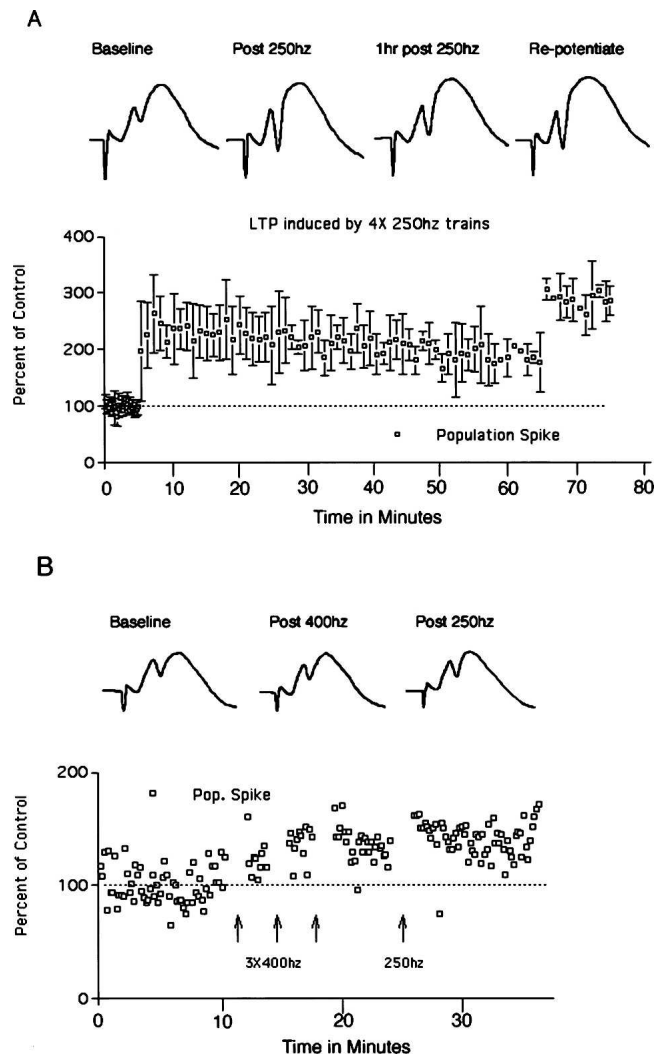 A
Baseline Post 250hz 1hr post 250hz Re-potentiate
LTP induced by 4X 250hz trains
400
300
200
100
0
Percent of Control
Population Spike
0 10 20 30 40 50 60 70 80
Time in Minutes
B
Baseline Post 400hz Post 250hz
200
100
0
Percent of Control
Pop. Spike
3X400hz 250hz
0 10 20 30
Time in Minutes